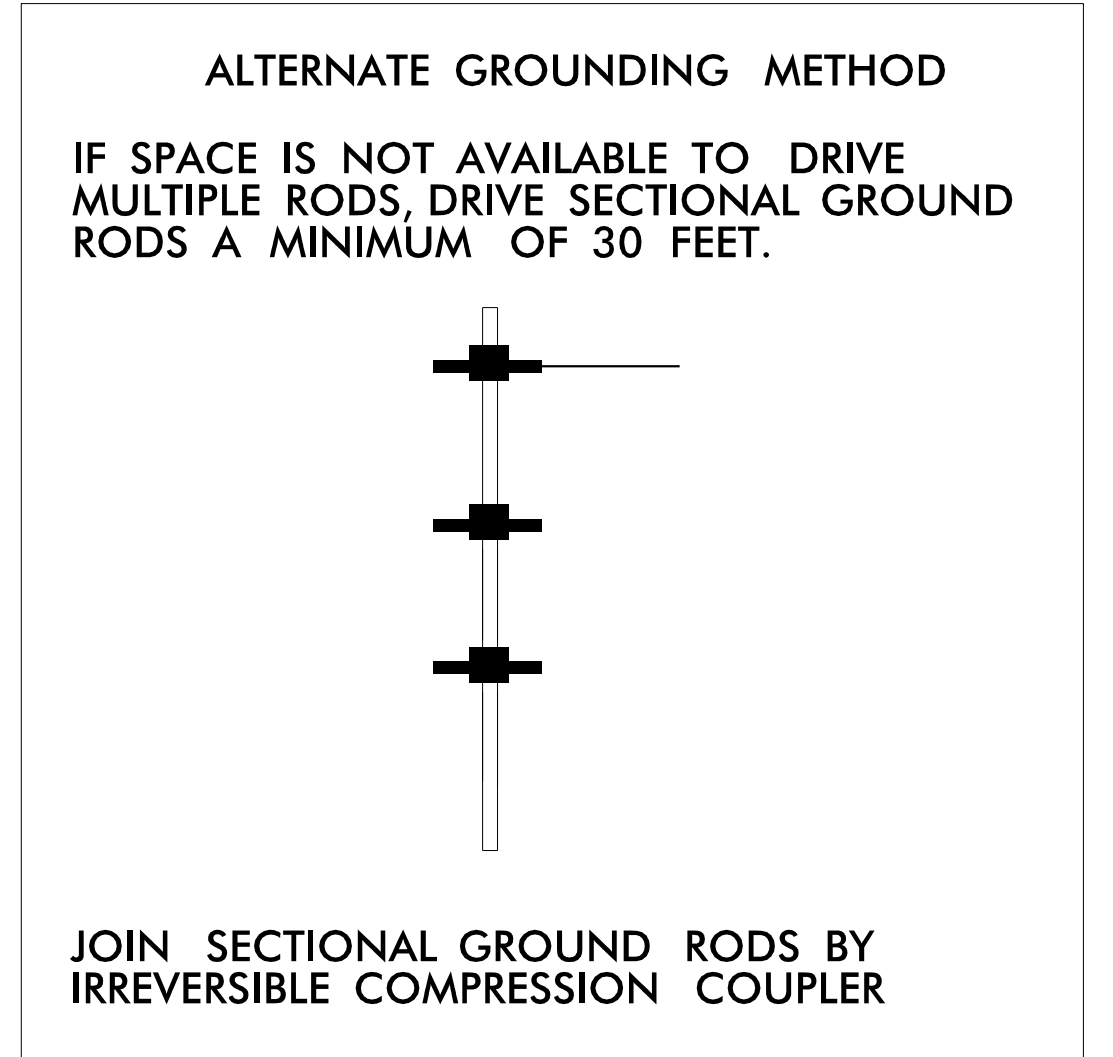 ALTERNATE GROUNDING METHOD
IF SPACE IS NOT AVAILABLE TO DRIVE
MULTIPLE RODS, DRIVE SECTIONAL GROUND
RODS A MINIMUM OF 30 FEET.
JOIN SECTIONAL GROUND RODS BY
IRREVERSIBLE COMPRESSION COUPLER